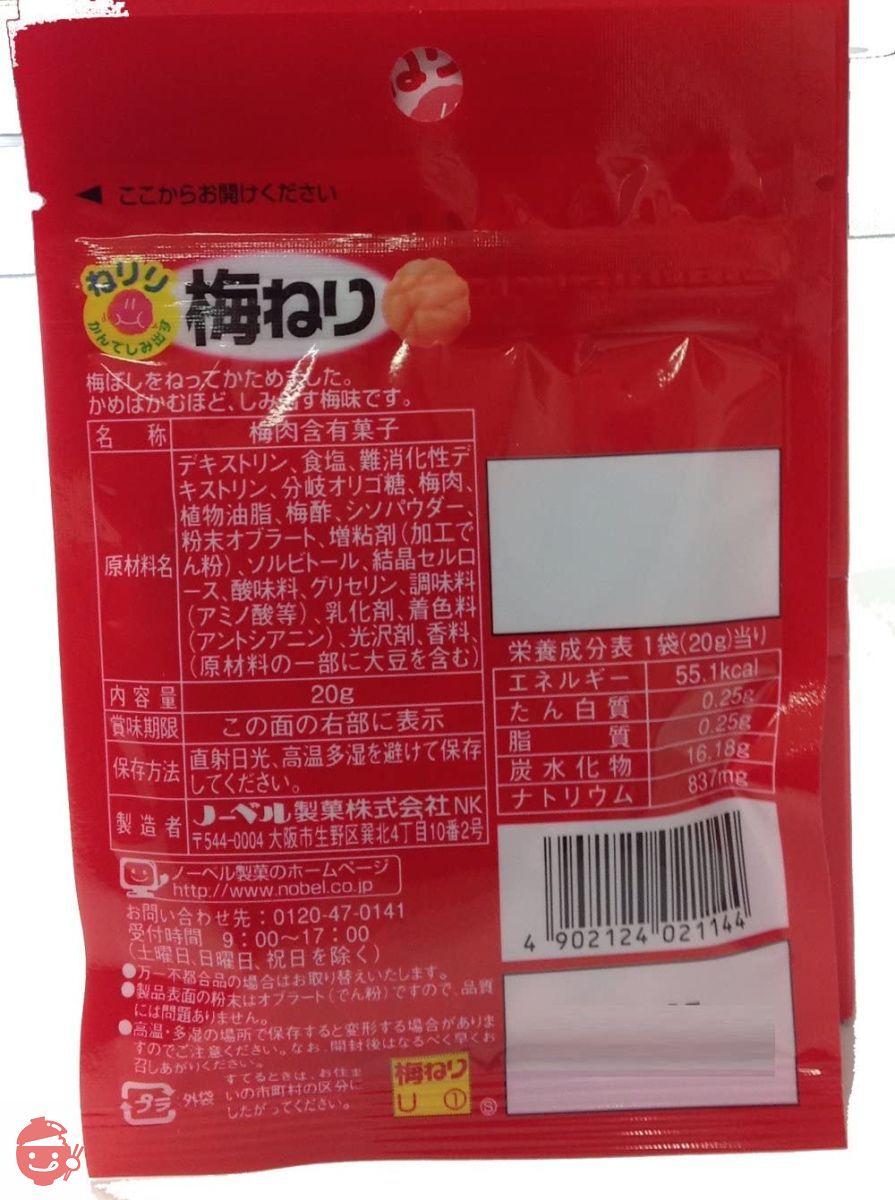 ◀ ここからお開けください
ねりり
かんでしみ出す
梅ねり
梅ぼしをねってかためました。
かめばかむほど、しみ出す梅味です。
名 称 梅肉含有菓子
原材料名
デキストリン、食塩、難消化性デ
キストリン、分岐オリゴ糖、梅肉、
植物油脂、梅酢、シソパウダー、
粉末オブラート、増粘剤(加工で
ん粉)、ソルビトール、結晶セルロ
ース、酸味料、グリセリン、調味料
(アミノ酸等)、乳化剤、着色料
(アントシアニン)、光沢剤、香料、
(原材料の一部に大豆を含む)
内容量 20g
賞味期限 この面の右部に表示
保存方法 直射日光、高温多湿を避けて保存
してください。
製造者 ノーベル製菓株式会社NK
〒544-0004 大阪市生野区巽北4丁目10番2号
ノーベル製菓のホームページ
http://www.nobel.co.jp
お問い合わせ先:0120-47-0141
受付時間 9:00〜17:00
(土曜日、日曜日、祝日を除く)
●万一不都合品の場合はお取り替えいたします。
●製品表面の粉末はオブラート(でん粉)ですので、品質
には問題ありません。
●高温・多湿の場所で保存すると変形する場合がありま
すのでご注意ください。なお、開封後はなるべく早くお
召しあがりください。
プラ 外袋
すてるときは、お住ま
いの市町村の区分に
したがってください。
梅ねり
U ①
Ⓢ
栄養成分表 1袋(20g)当り
エネルギー 55.1kcal
たん白質 0.25g
脂質 0.25g
炭水化物 16.18g
ナトリウム 837mg
4 902124 021144